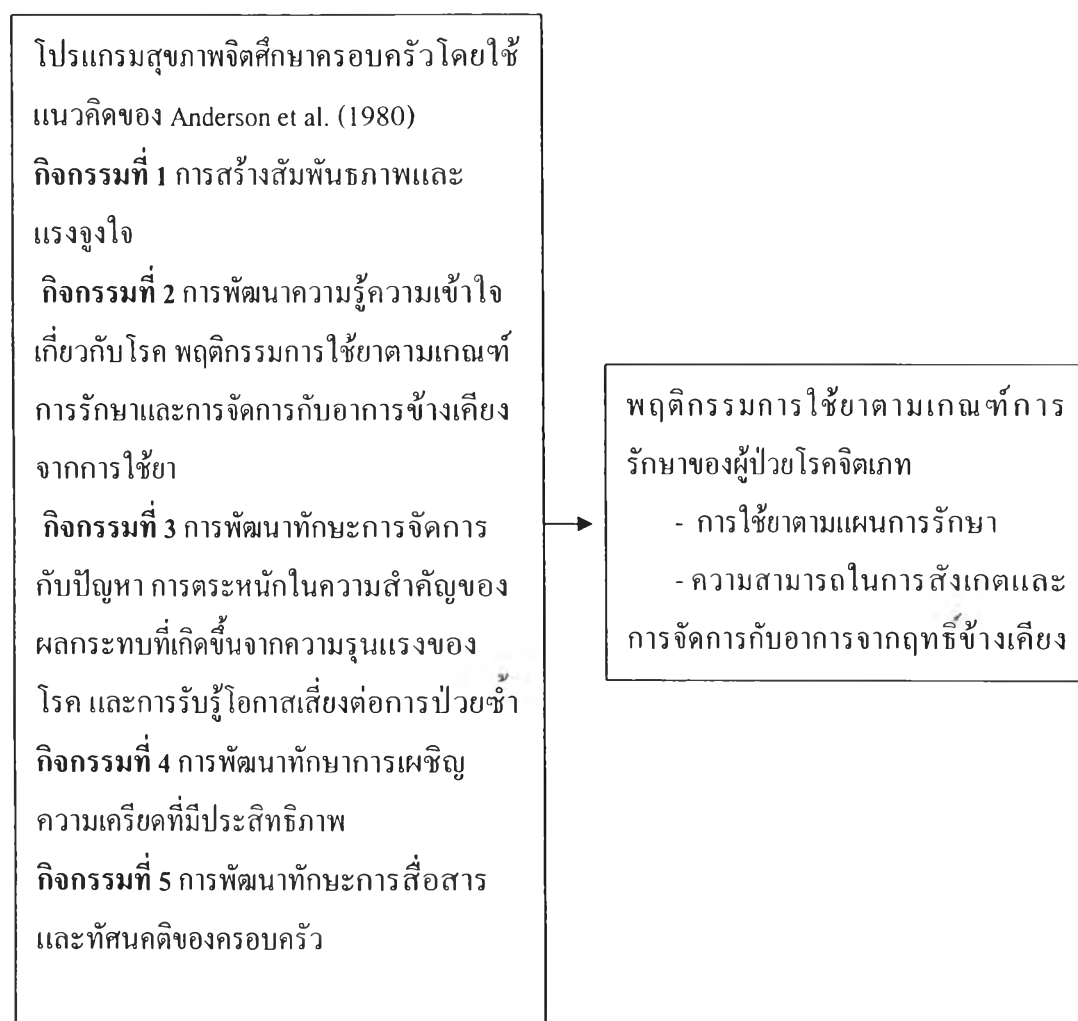 โปรแกรมสุขภาพจิตศึกษาครอบครัวโดยใช้
แนวคิดของ Anderson et al. (1980)
กิจกรรมที่ 1 การสร้างสัมพันธภาพและ
แรงจูงใจ
กิจกรรมที่ 2 การพัฒนาความรู้ความเข้าใจ
เกี่ยวกับโรค พฤติกรรมการใช้ยาตามเกณฑ์
การรักษาและการจัดการกับอาการข้างเคียง
จากการใช้ยา
กิจกรรมที่ 3 การพัฒนาทักษะการจัดการ
กับปัญหา การตระหนักในความสำคัญของ
ผลกระทบที่เกิดขึ้นจากความรุนแรงของ
โรค และการรับรู้โอกาสเสี่ยงต่อการป่วยซ้ำ
กิจกรรมที่ 4 การพัฒนาทักษาการเผชิญ
ความเครียดที่มีประสิทธิภาพ
กิจกรรมที่ 5 การพัฒนาทักษะการสื่อสาร
และทัศนคติของครอบครัว
พฤติกรรมการใช้ยาตามเกณฑ์การ
รักษาของผู้ป่วยโรคจิตเภท
- การใช้ยาตามแผนการรักษา
- ความสามารถในการสังเกตและ
การจัดการกับอาการจากฤทธิ์ข้างเคียง